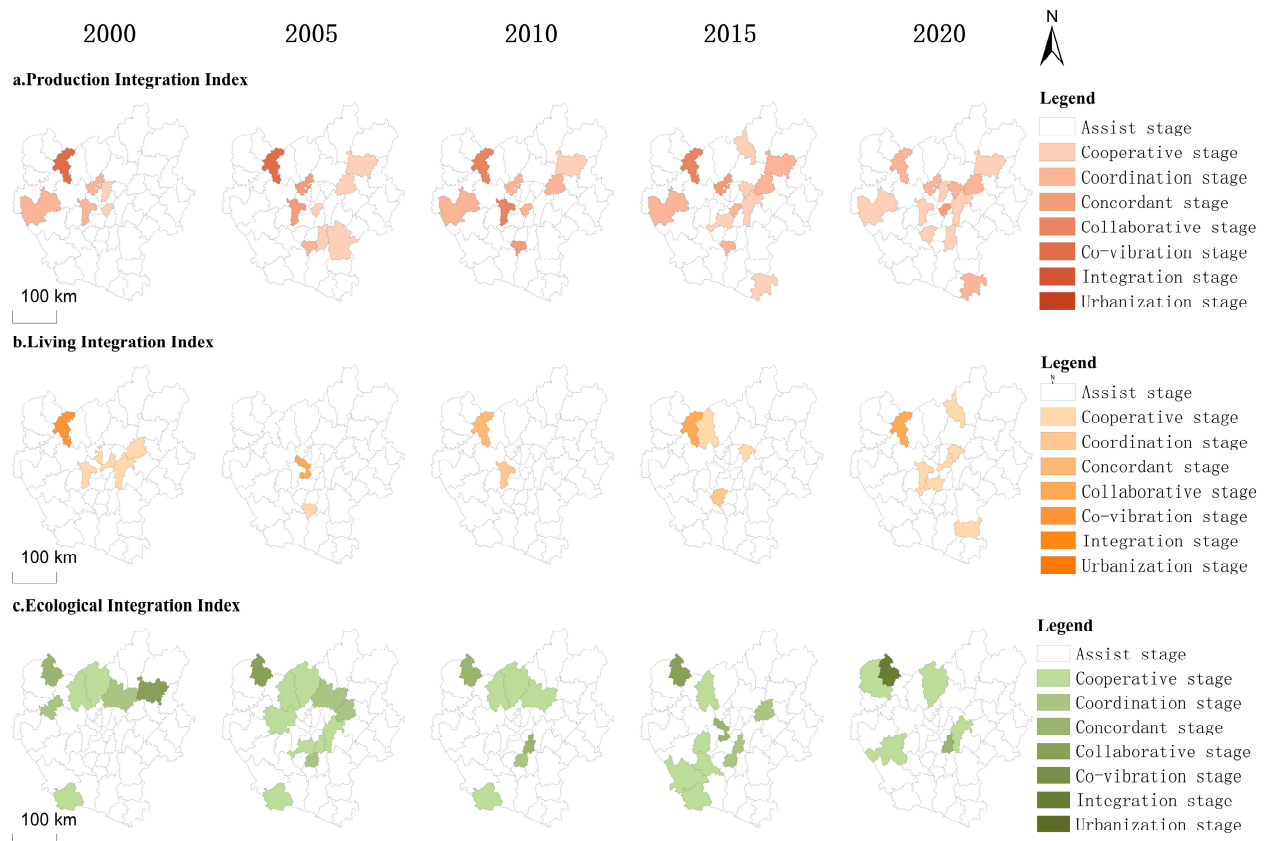 2000 2005 2010 2015 2020
N
a.Production Integration Index
Legend
Assist stage
Cooperative stage
Coordination stage
Concordant stage
Collaborative stage
Co-vibration stage
Integration stage
Urbanization stage
100 km
b.Living Integration Index
Legend
N
Assist stage
Cooperative stage
Coordination stage
Concordant stage
Collaborative stage
Co-vibration stage
Integration stage
Urbanization stage
100 km
c.Ecological Integration Index
Legend
Assist stage
Cooperative stage
Coordination stage
Concordant stage
Collaborative stage
Co-vibration stage
Integration stage
Urbanization stage
100 km